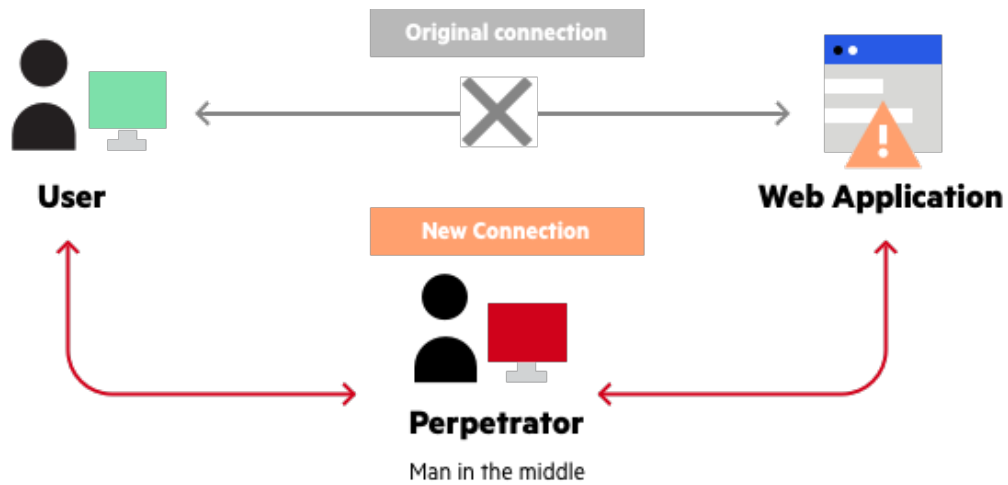 Original connection
User
Web Application
New Connection
Perpetrator
Man in the middle